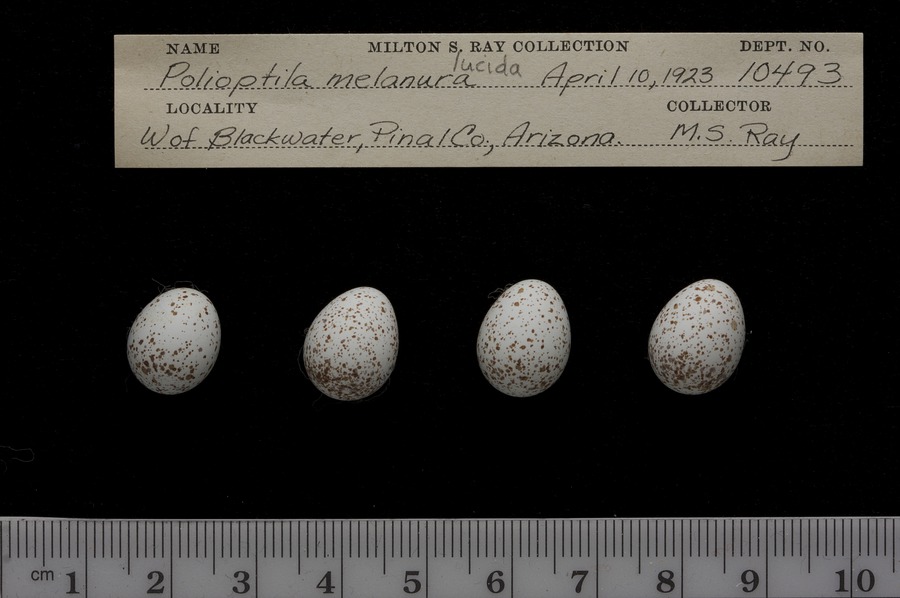 NAME MILTON S. RAY COLLECTION DEPT. NO.
lucida
Polioptila melanura April 10, 1923 10493
LOCALITY COLLECTOR
W of Blackwater, Pinal Co., Arizona. M.S. Ray
cm 1 2 3 4 5 6 7 8 9 10